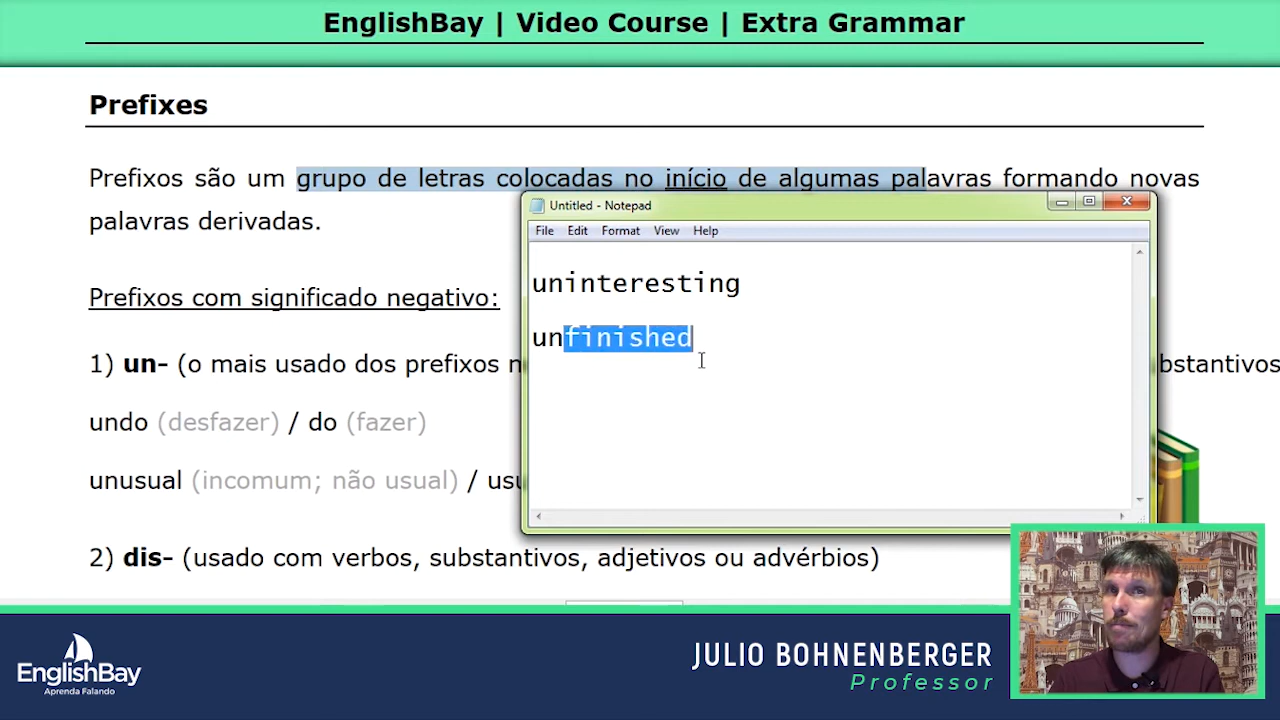 EnglishBay | Video Course | Extra Grammar
Prefixes
Prefixos são um grupo de letras colocadas no início de algumas palavras formando novas
palavras derivadas.
Untitled - Notepad
File Edit Format View Help
uninteresting
unfinished
Prefixos com significado negativo:
1) un- (o mais usado dos prefixos
undo (desfazer) / do (fazer)
unusual (incomum; não usual) /
2) dis- (usado com verbos, substantivos, adjetivos ou advérbios)
EnglishBay
Aprenda Falando
JULIO BOHNENBERGER
Professor